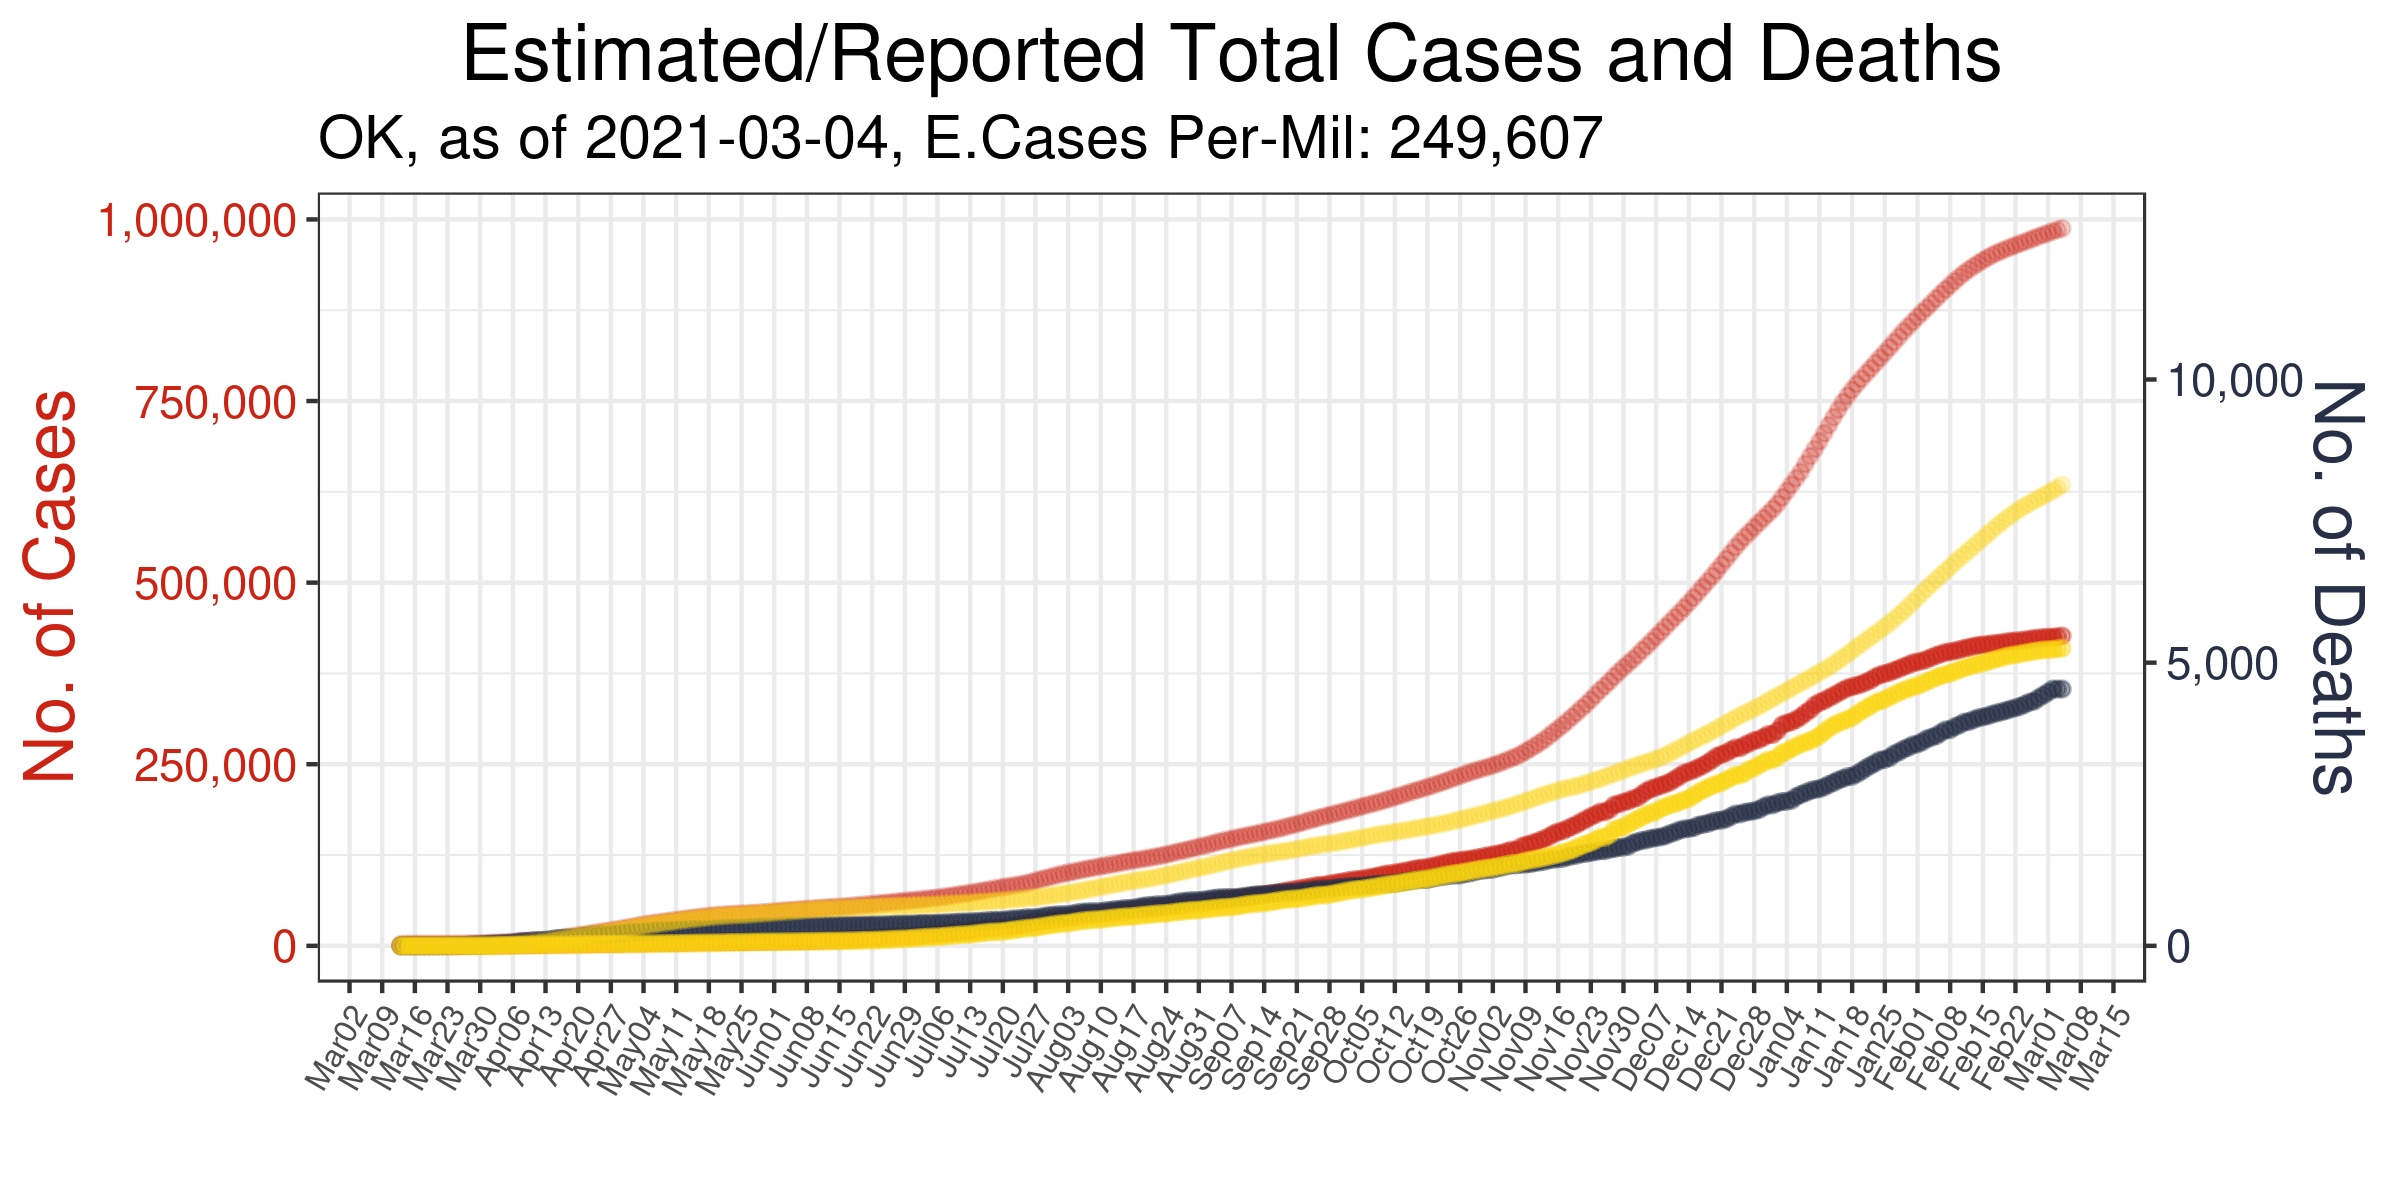 Estimated/Reported Total Cases and Deaths
OK, as of 2021-03-04, E.Cases Per-Mil: 249,607
No. of Cases
1,000,000
750,000
500,000
250,000
0
10,000
5,000
0
No. of Deaths
Mar02
Mar09
Mar16
Mar23
Mar30
Apr06
Apr13
Apr20
Apr27
May04
May11
May18
May25
Jun01
Jun08
Jun15
Jun22
Jun29
Jul06
Jul13
Jul20
Jul27
Aug03
Aug10
Aug17
Aug24
Aug31
Sep07
Sep14
Sep21
Sep28
Oct05
Oct12
Oct19
Oct26
Nov02
Nov09
Nov16
Nov23
Nov30
Dec07
Dec14
Dec21
Dec28
Jan04
Jan11
Jan18
Jan25
Feb01
Feb08
Feb15
Feb22
Mar01
Mar08
Mar15